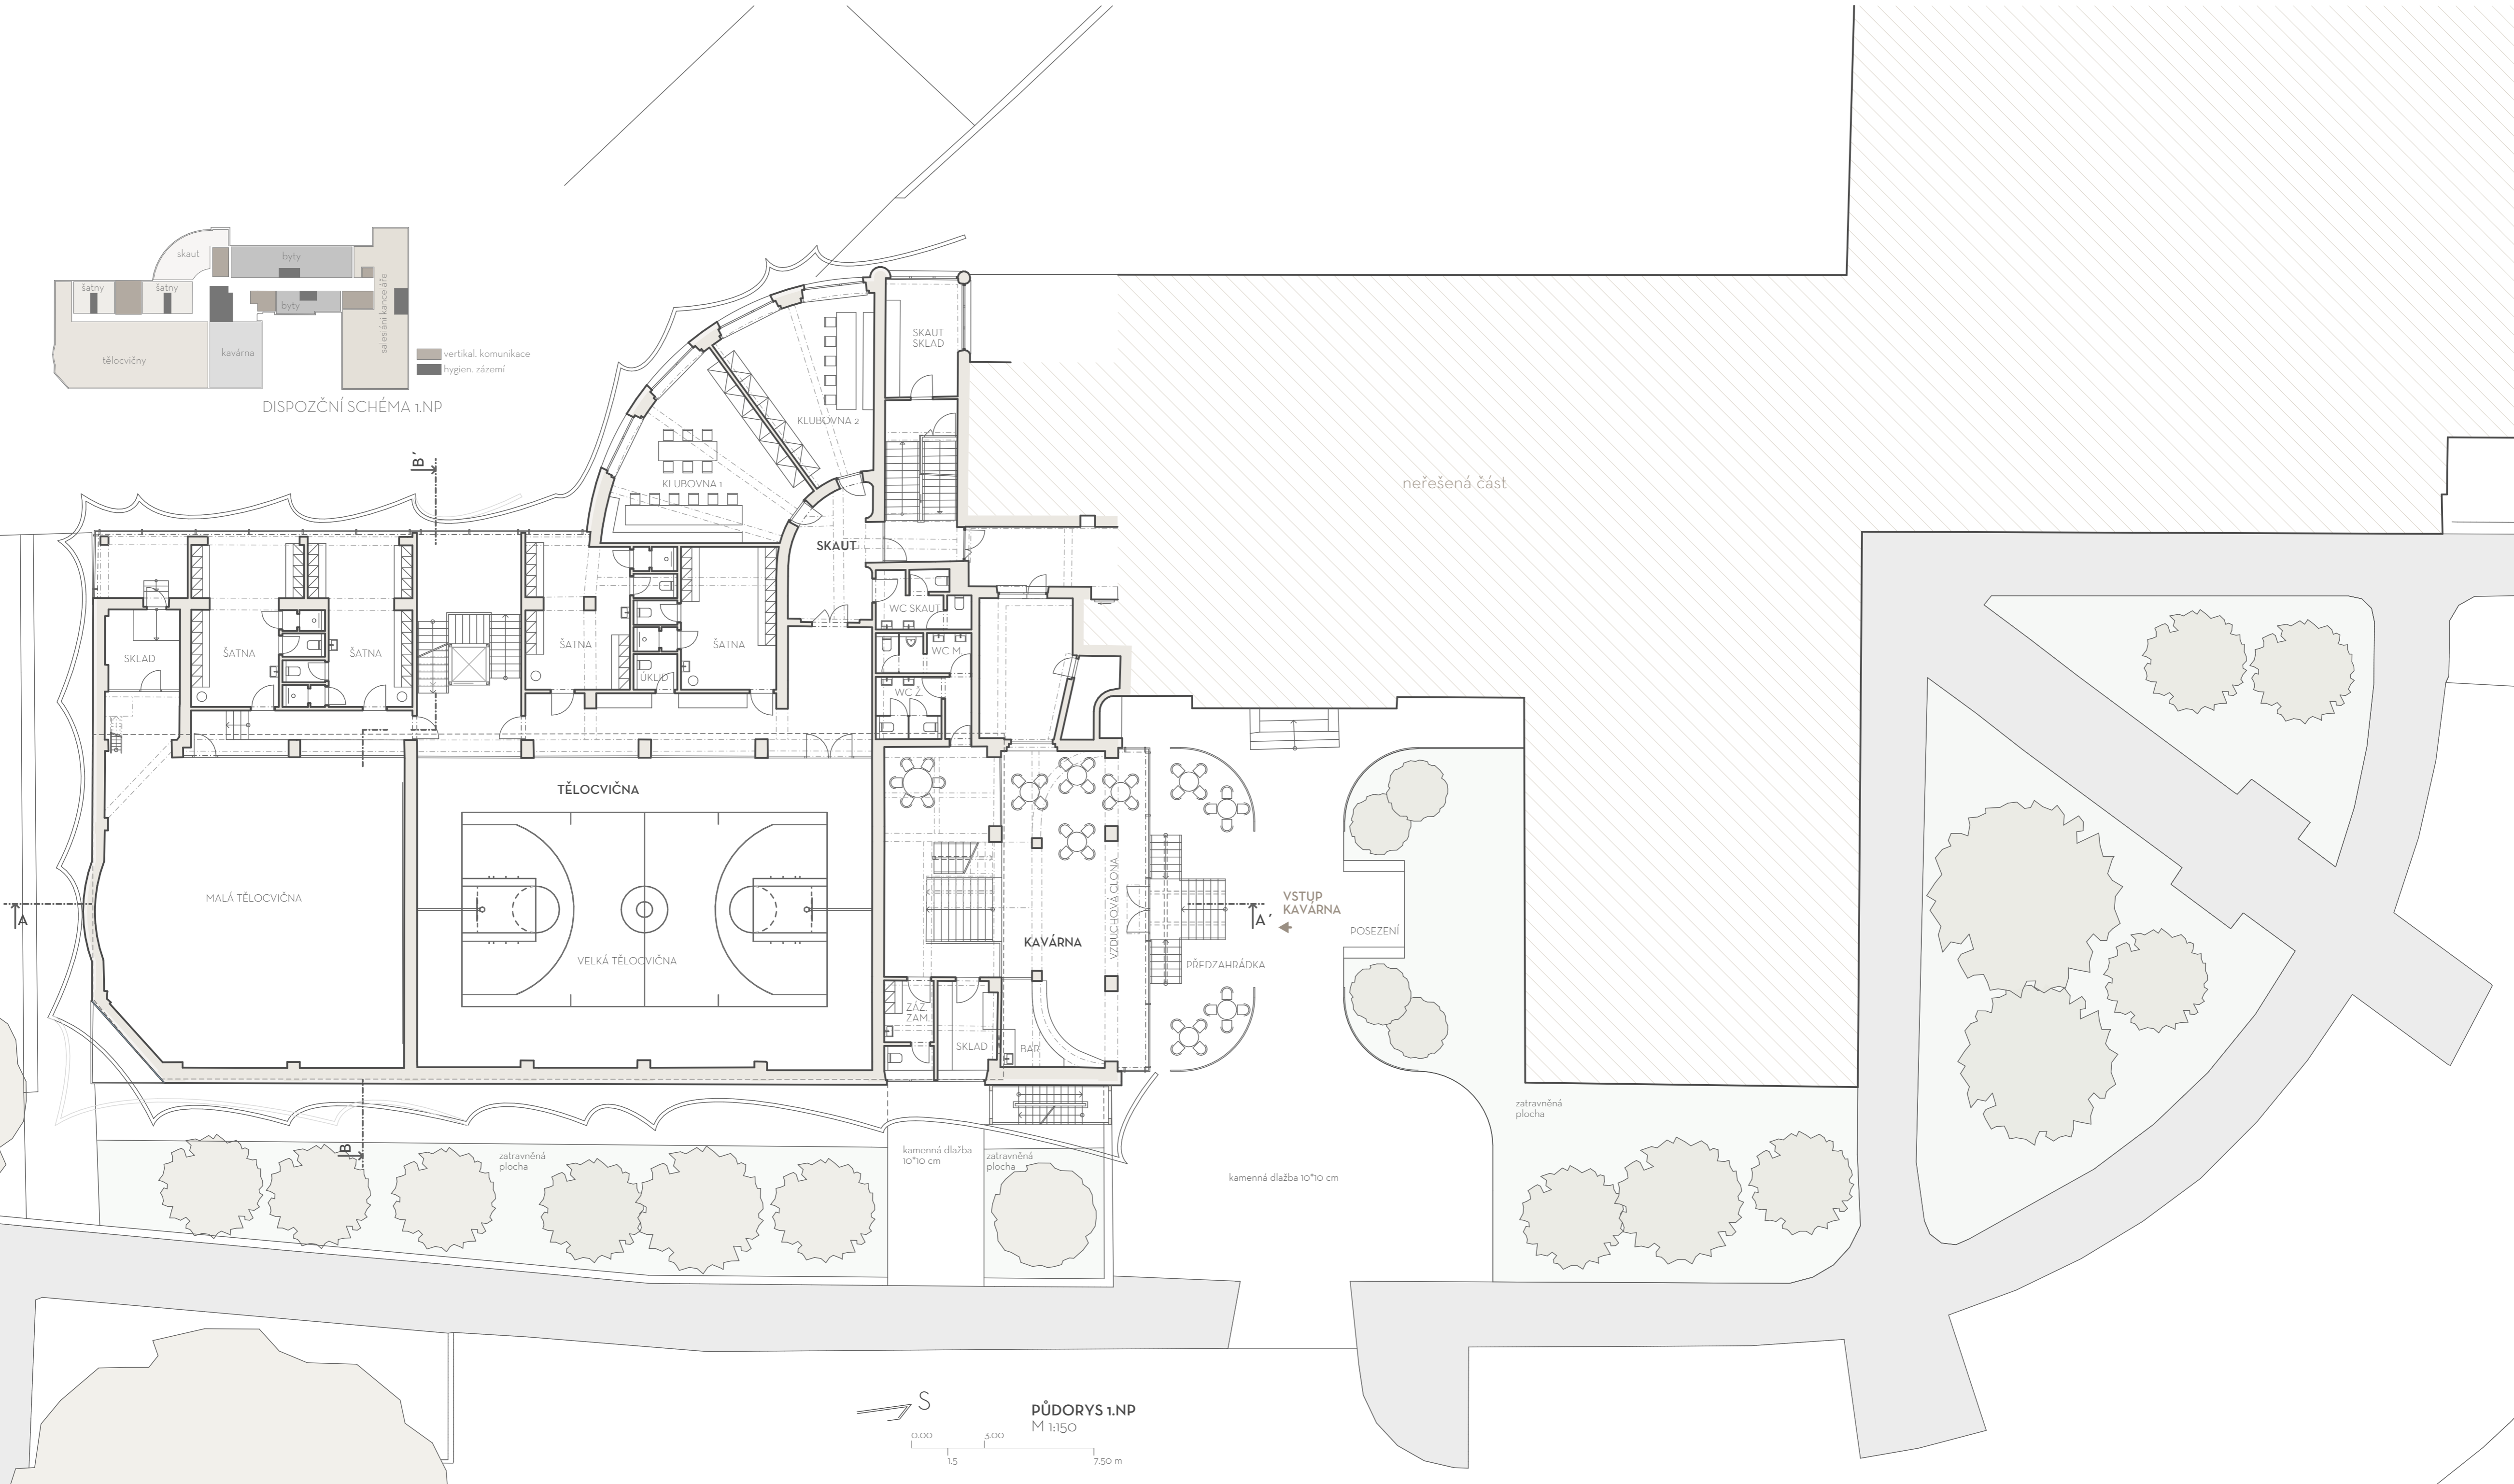 skaut
byty
šatny
šatny
byty
salesiáni kanceláře
tělocvičny
kavárna
vertikal. komunikace
hygien. zázemí
DISPOZČNÍ SCHÉMA 1.NP
SKAUT
SKLAD
KLUBOVNA 2
B´
KLUBOVNA 1
neřešená část
SKAUT
WC SKAUT
SKLAD
ŠATNA
ŠATNA
ŠATNA
ÚKLID
ŠATNA
WC M.
WC Ž.
TĚLOCVIČNA
MALÁ TĚLOCVIČNA
VELKÁ TĚLOCVIČNA
A
KAVÁRNA
VZDUCHOVÁ CLONA
A´
VSTUP
KAVÁRNA
POSEZENÍ
PŘEDZAHRÁDKA
ZÁZ.
ZAM.
SKLAD
BAR
B
zatravněná
plocha
kamenná dlažba
10*10 cm
zatravněná
plocha
kamenná dlažba 10*10 cm
zatravněná
plocha
S
PŮDORYS 1.NP
M 1:150
0.00
3.00
1.5
7.50 m